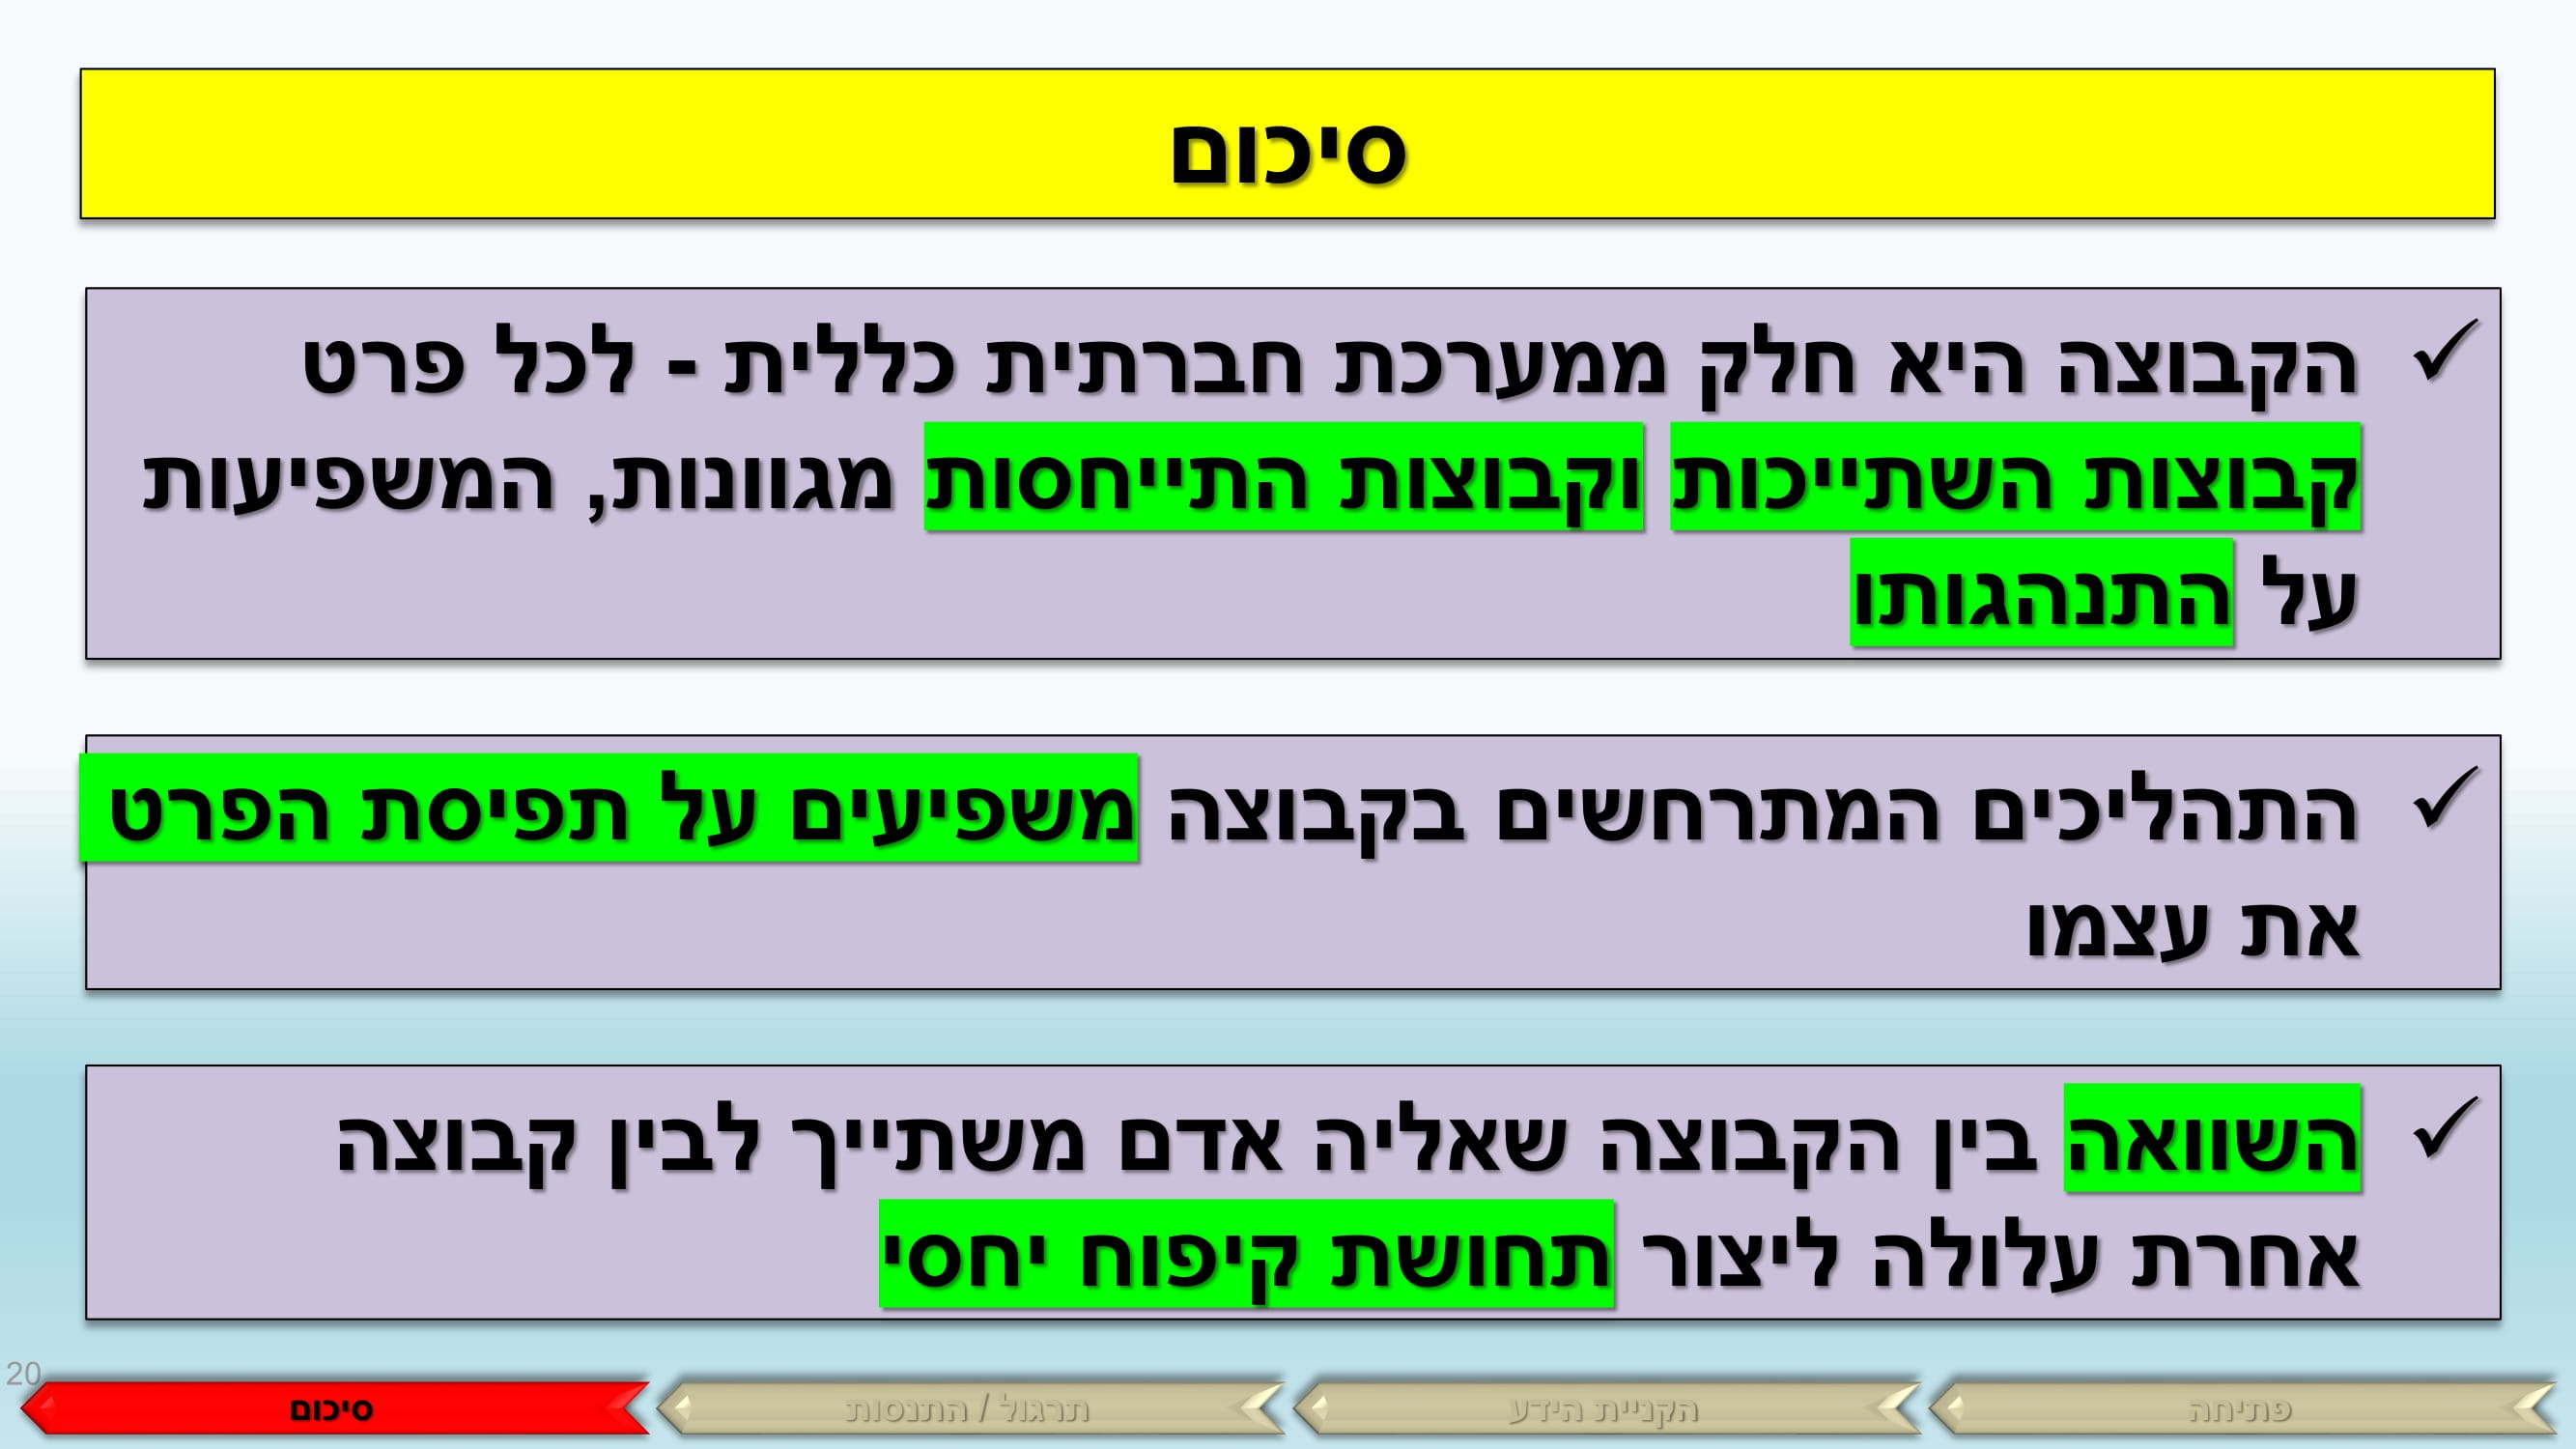 סיכום
✓ הקבוצה היא חלק ממערכת חברתית כללית - לכל פרט
קבוצות השתייכות וקבוצות התייחסות מגוונות, המשפיעות
על התנהגותו
✓ התהליכים המתרחשים בקבוצה משפיעים על תפיסת הפרט
את עצמו
✓ השוואה בין הקבוצה שאליה אדם משתייך לבין קבוצה
אחרת עלולה ליצור תחושת קיפוח יחסי
20
פתיחה
הקניית הידע
תרגול / התנסות
סיכום